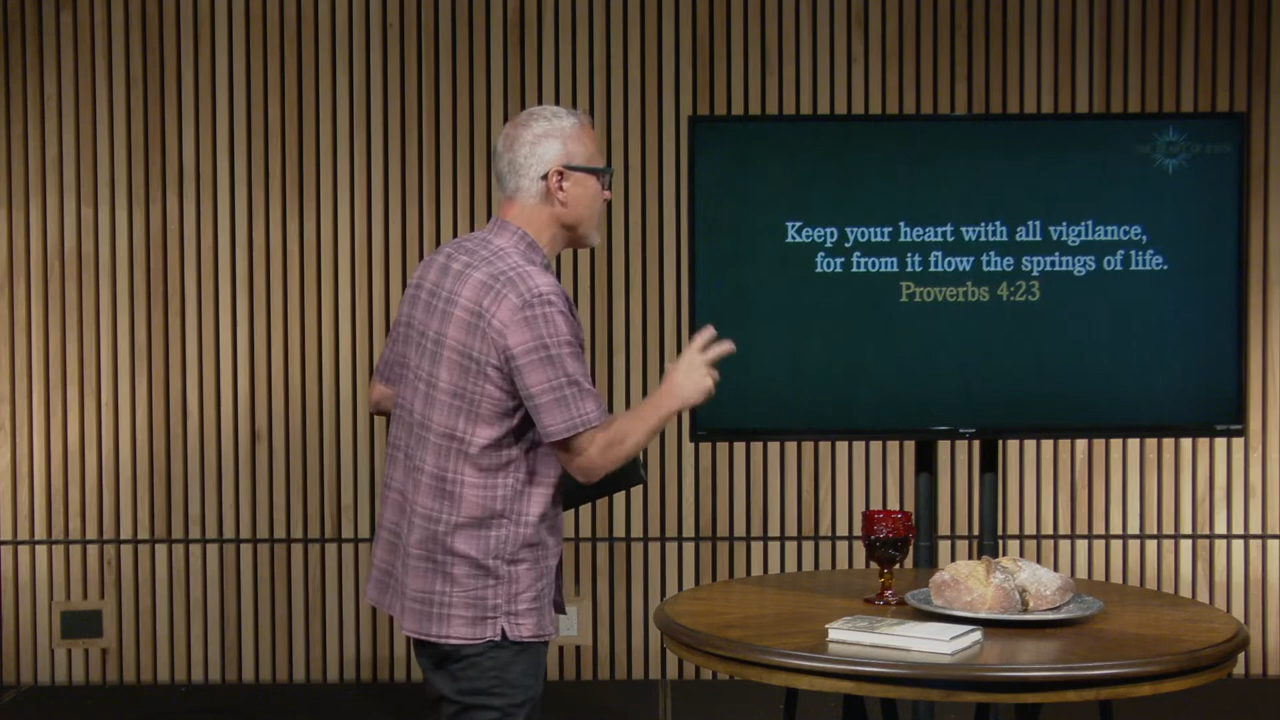 Keep your heart with all vigilance,
for from it flow the springs of life.
Proverbs 4:23